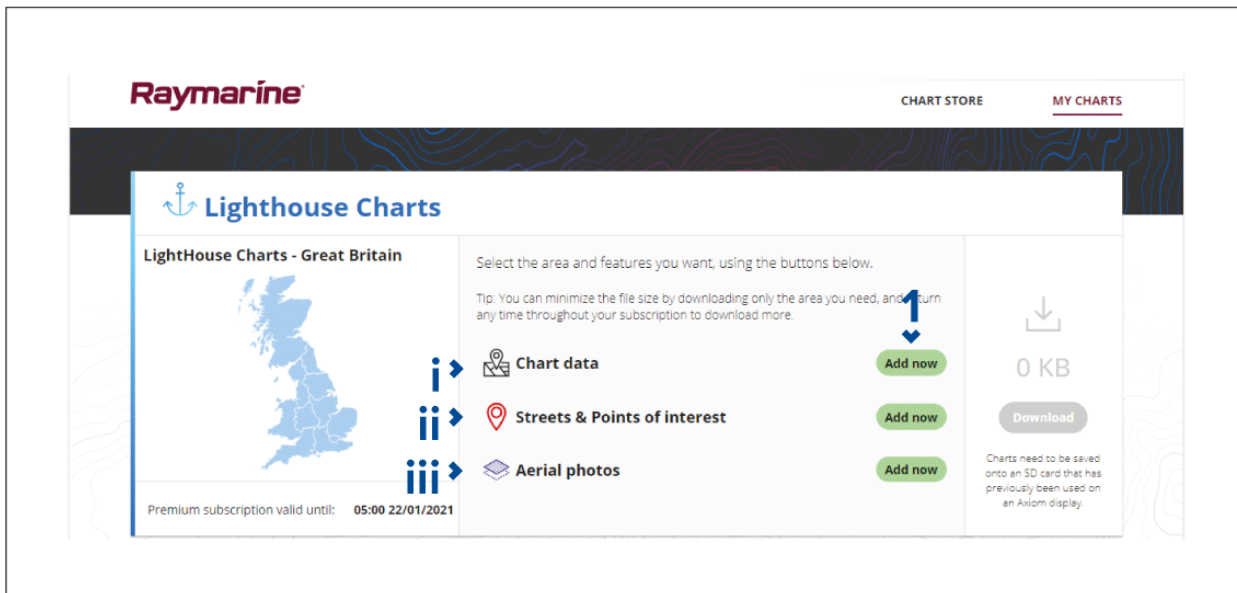 Raymarine
CHART STORE
MY CHARTS
Lighthouse Charts
LightHouse Charts - Great Britain
Select the area and features you want, using the buttons below.
Tip: You can minimize the file size by downloading only the area you need, and return
any time throughout your subscription to download more.
1
i
Chart data
Add now
ii
Streets & Points of interest
Add now
iii
Aerial photos
Add now
Premium subscription valid until: 05:00 22/01/2021
0 KB
Download
Charts need to be saved
onto an SD card that has
previously been used on
an Axiom display.